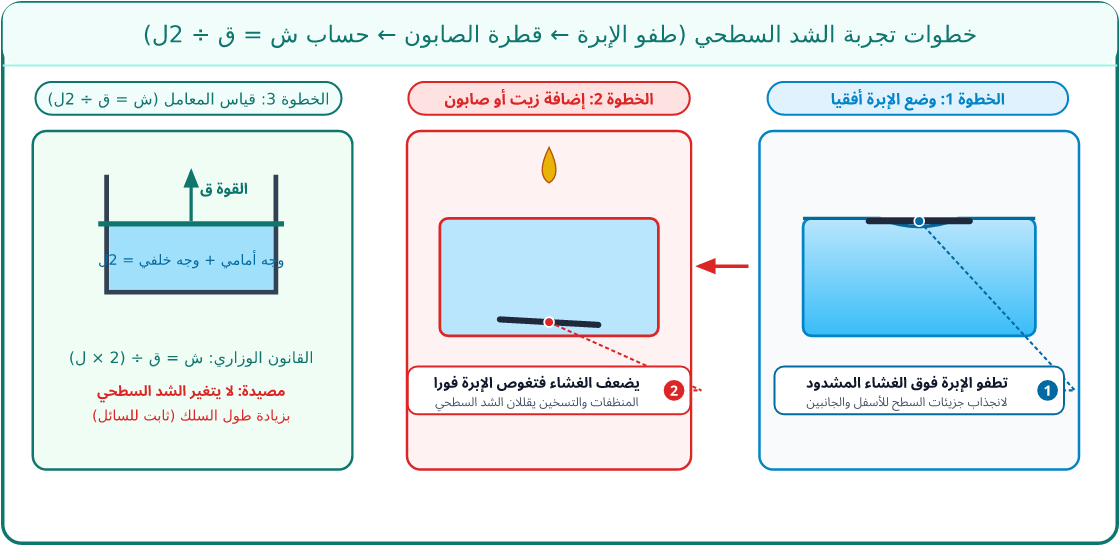 خطوات تجربة الشد السطحي (طفو الإبرة ← قطرة الصابون ← حساب ش = ق ÷ 2ل)
الخطوة 1: وضع الإبرة أفقيا
1
تطفو الإبرة فوق الغشاء المشدود
لانجذاب جزيئات السطح للأسفل والجانبين
الخطوة 2: إضافة زيت أو صابون
2
يضعف الغشاء فتغوص الإبرة فورا
المنظفات والتسخين يقللان الشد السطحي
الخطوة 3: قياس المعامل (ش = ق ÷ 2ل)
القوة ق
وجه أمامي + وجه خلفي = 2ل
القانون الوزاري: ش = ق ÷ (2 × ل)
مصيدة: لا يتغير الشد السطحي
بزيادة طول السلك (ثابت للسائل)